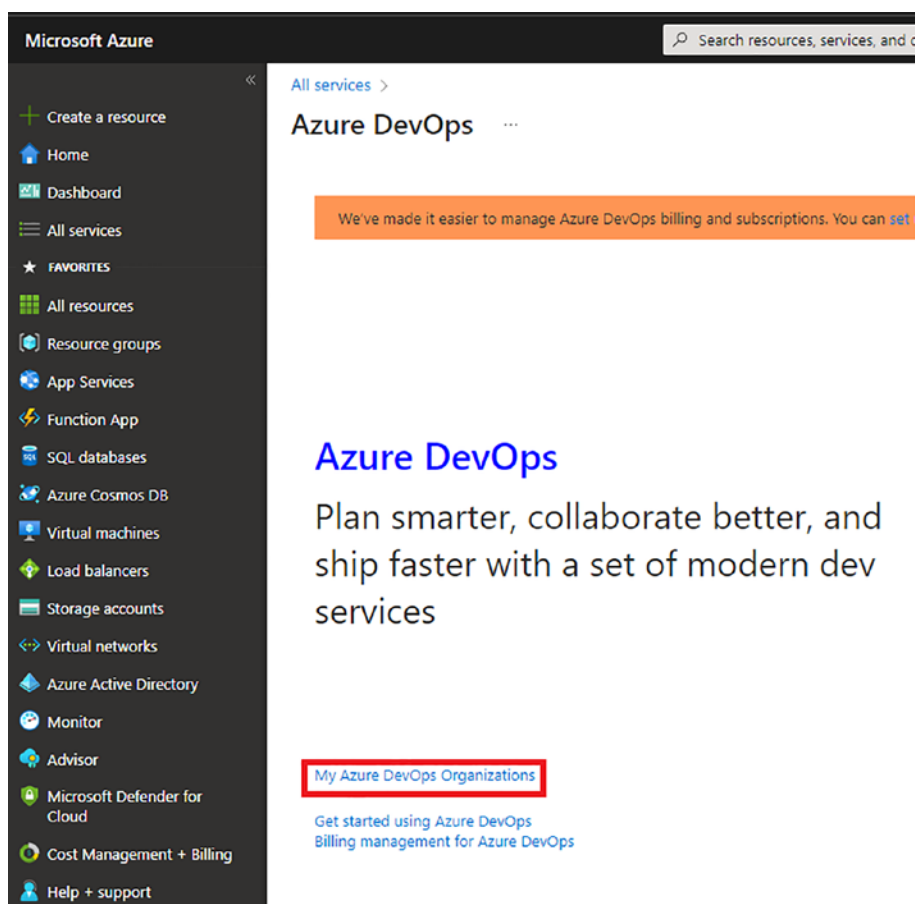 Microsoft Azure
Search resources, services, and
All services >
Azure DevOps ...
Create a resource
Home
Dashboard
All services
FAVORITES
All resources
Resource groups
App Services
Function App
SQL databases
Azure Cosmos DB
Virtual machines
Load balancers
Storage accounts
Virtual networks
Azure Active Directory
Monitor
Advisor
Microsoft Defender for
Cloud
Cost Management + Billing
Help + support
We've made it easier to manage Azure DevOps billing and subscriptions. You can set
Azure DevOps
Plan smarter, collaborate better, and
ship faster with a set of modern dev
services
My Azure DevOps Organizations
Get started using Azure DevOps
Billing management for Azure DevOps